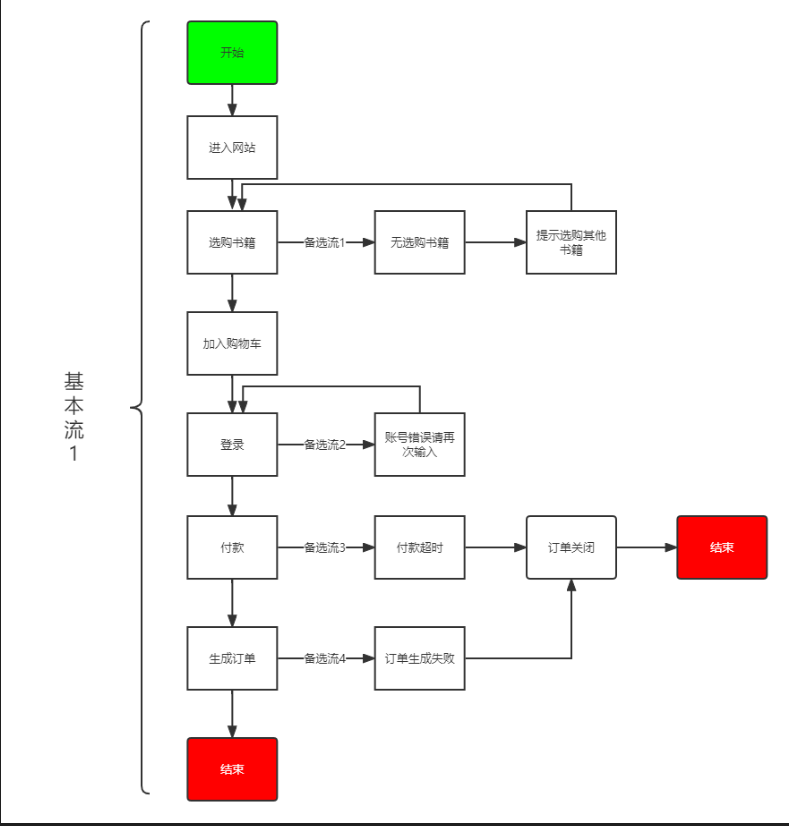 开始
进入网站
选购书籍
备选流1
无选购书籍
提示选购其他
书籍
加入购物车
基
本
流
1
登录
备选流2
账号错误请再
次输入
付款
备选流3
付款超时
订单关闭
结束
生成订单
备选流4
订单生成失败
结束